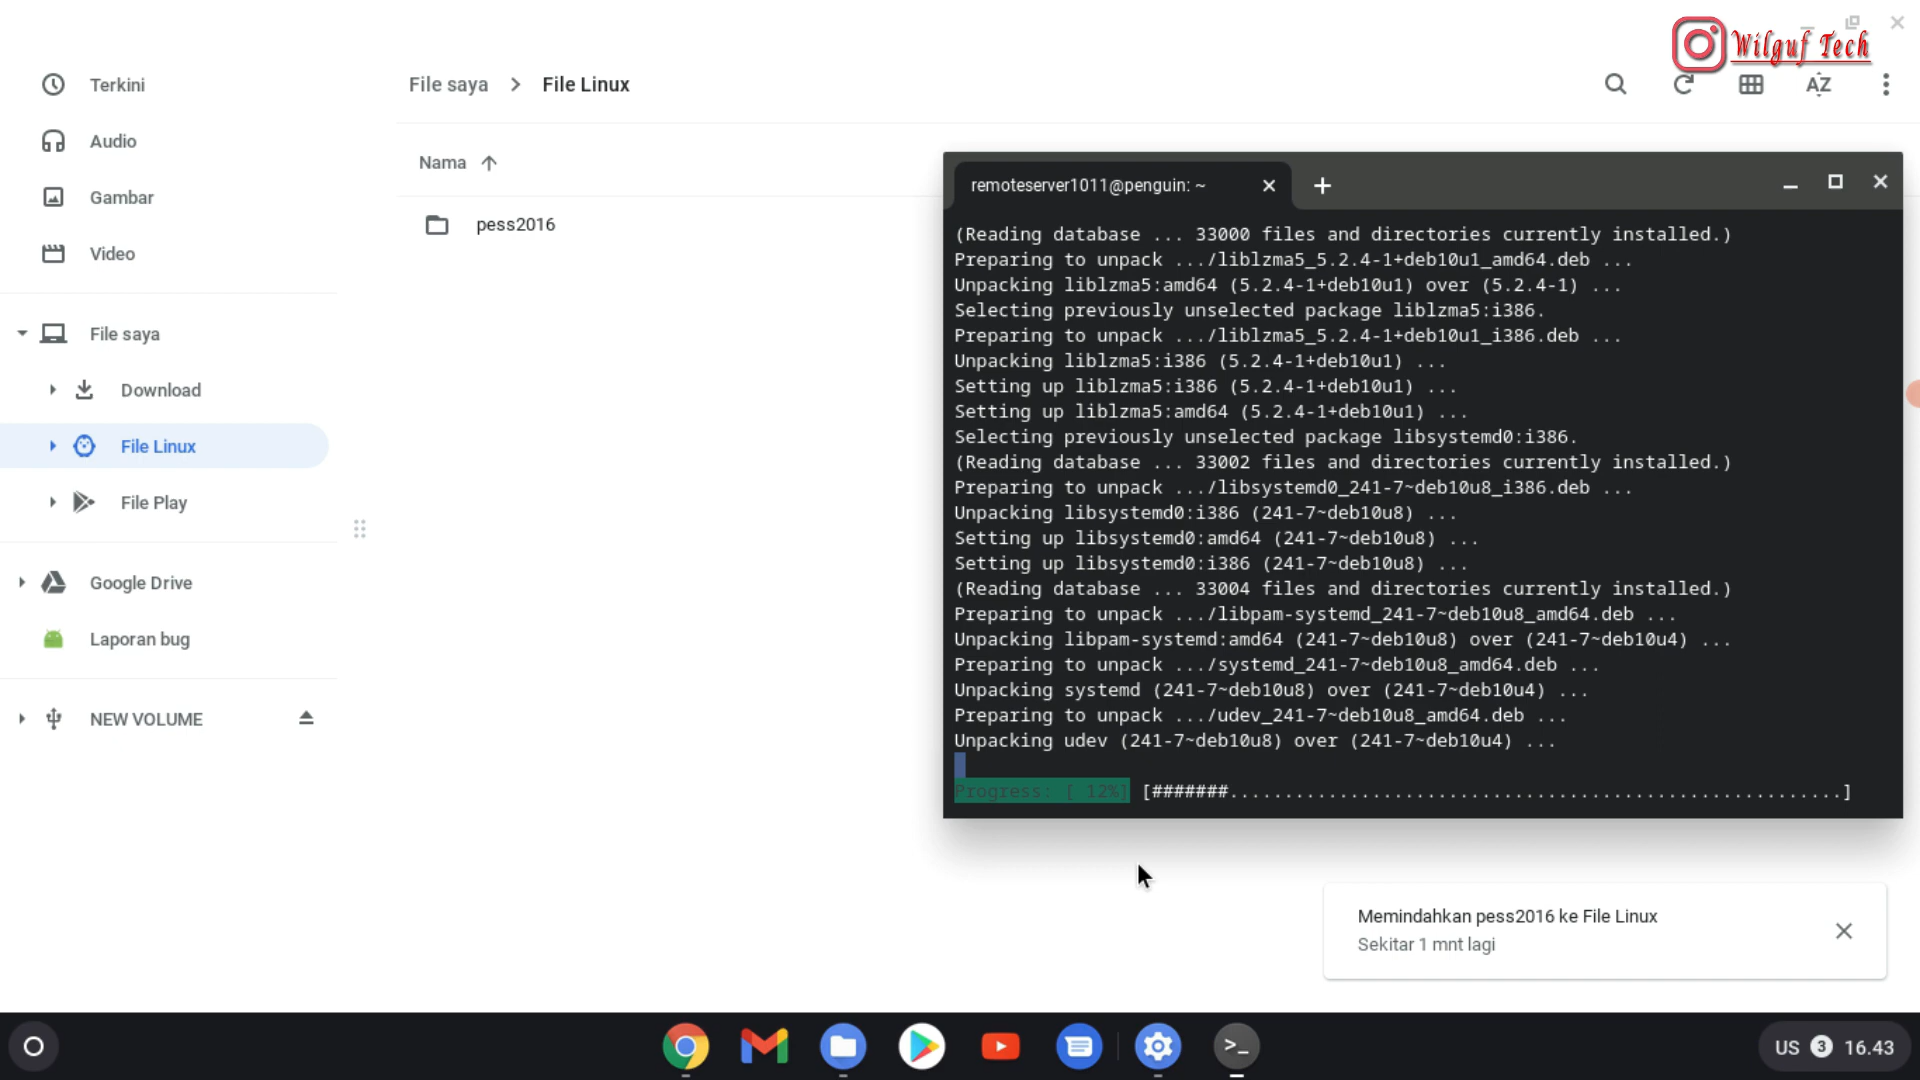 Wilguf Tech
Terkini
Audio
Gambar
Video
File saya
Download
File Linux
File Play
Google Drive
Laporan bug
NEW VOLUME
File saya > File Linux
AZ
Nama
pess2016
remoteserver1011@penguin: ~
(Reading database ... 33000 files and directories currently installed.)
Preparing to unpack .../liblzma5_5.2.4-1+deb10u1_amd64.deb ...
Unpacking liblzma5:amd64 (5.2.4-1+deb10u1) over (5.2.4-1) ...
Selecting previously unselected package liblzma5:i386.
Preparing to unpack .../liblzma5_5.2.4-1+deb10u1_i386.deb ...
Unpacking liblzma5:i386 (5.2.4-1+deb10u1) ...
Setting up liblzma5:i386 (5.2.4-1+deb10u1) ...
Setting up liblzma5:amd64 (5.2.4-1+deb10u1) ...
Selecting previously unselected package libsystemd0:i386.
(Reading database ... 33002 files and directories currently installed.)
Preparing to unpack .../libsystemd0_241-7~deb10u8_i386.deb ...
Unpacking libsystemd0:i386 (241-7~deb10u8) ...
Setting up libsystemd0:amd64 (241-7~deb10u8) ...
Setting up libsystemd0:i386 (241-7~deb10u8) ...
(Reading database ... 33004 files and directories currently installed.)
Preparing to unpack .../libpam-systemd_241-7~deb10u8_amd64.deb ...
Unpacking libpam-systemd:amd64 (241-7~deb10u8) over (241-7~deb10u4) ...
Preparing to unpack .../systemd_241-7~deb10u8_amd64.deb ...
Unpacking systemd (241-7~deb10u8) over (241-7~deb10u4) ...
Preparing to unpack .../udev_241-7~deb10u8_amd64.deb ...
Unpacking udev (241-7~deb10u8) over (241-7~deb10u4) ...
Progress: [ 12%] [#######........................................................]
Memindahkan pess2016 ke File Linux
Sekitar 1 mnt lagi
US 3 16.43